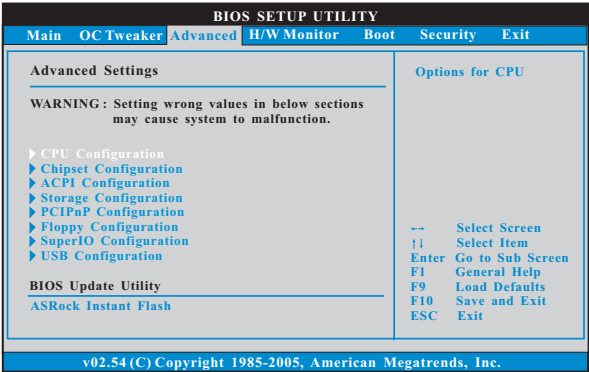 BIOS SETUP UTILITY
Main OC Tweaker Advanced H/W Monitor Boot Security Exit
Advanced Settings
WARNING : Setting wrong values in below sections
may cause system to malfunction.
CPU Configuration
Chipset Configuration
ACPI Configuration
Storage Configuration
PCIPnP Configuration
Floppy Configuration
SuperIO Configuration
USB Configuration
BIOS Update Utility
ASRock Instant Flash
Options for CPU
←→ Select Screen
↑↓ Select Item
Enter Go to Sub Screen
F1 General Help
F9 Load Defaults
F10 Save and Exit
ESC Exit
v02.54 (C) Copyright 1985-2005, American Megatrends, Inc.